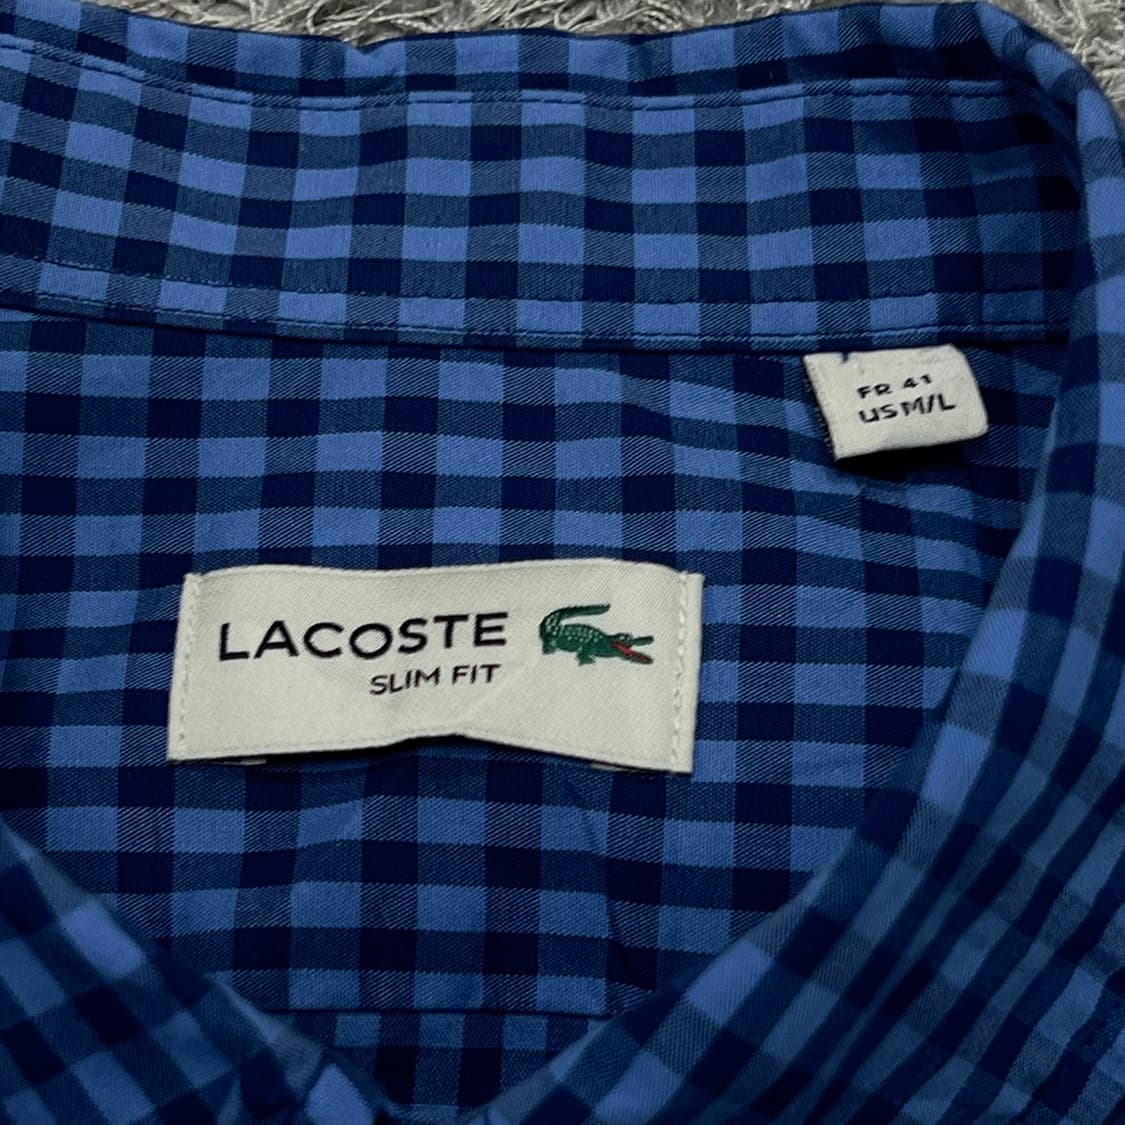 FR 41
US M/L
LACOSTE
SLIM FIT